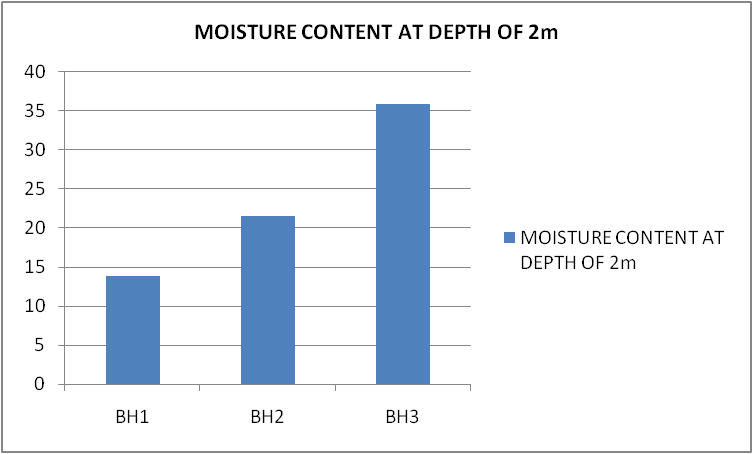 MOISTURE CONTENT AT DEPTH OF 2m
40
35
30
25
20
15
10
5
0
BH1 BH2 BH3
MOISTURE CONTENT AT
DEPTH OF 2m